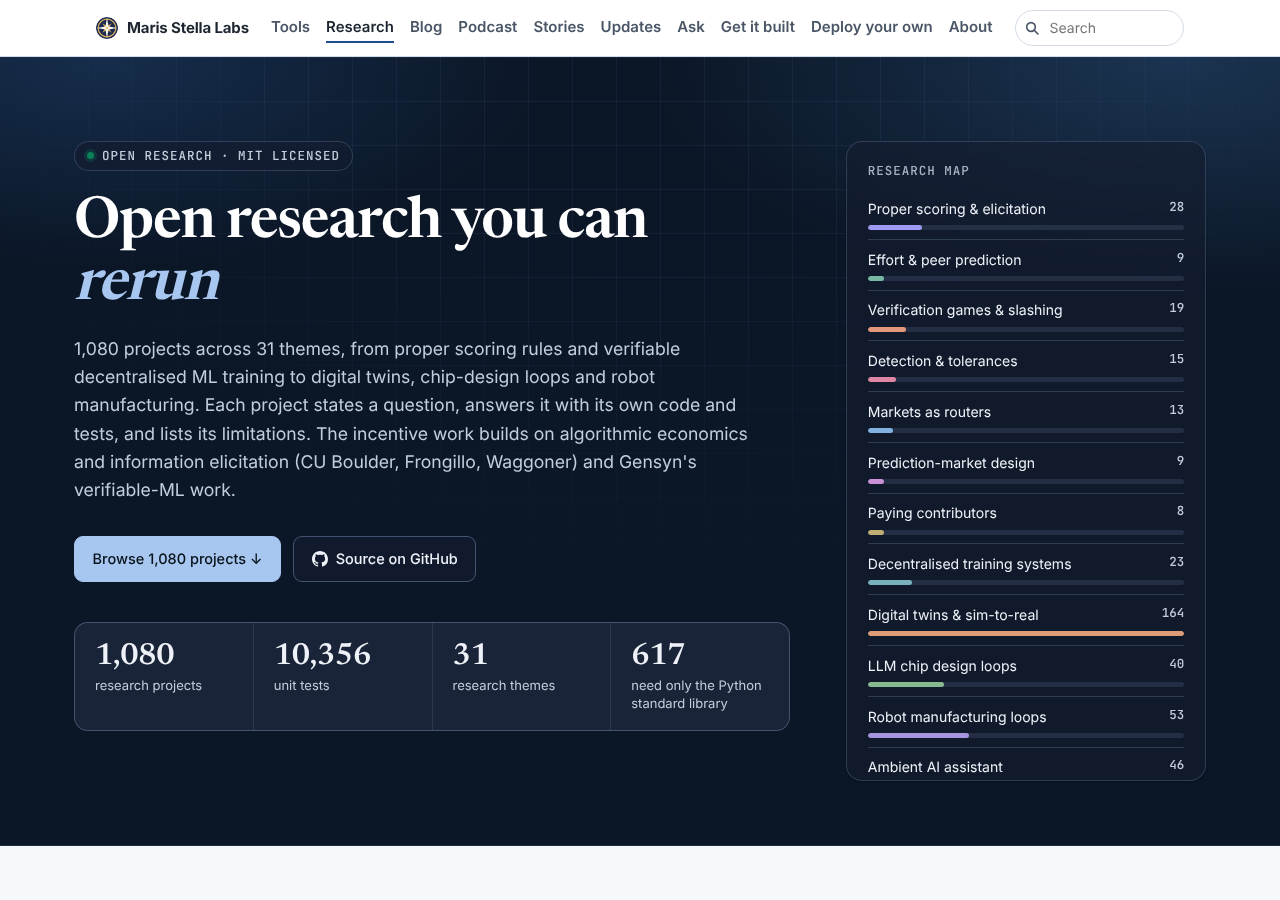 Maris Stella Labs
Tools
Research
Blog
Podcast
Stories
Updates
Ask
Get it built
Deploy your own
About
Search
OPEN RESEARCH · MIT LICENSED
Open research you can
rerun
1,080 projects across 31 themes, from proper scoring rules and verifiable
decentralised ML training to digital twins, chip-design loops and robot
manufacturing. Each project states a question, answers it with its own code and
tests, and lists its limitations. The incentive work builds on algorithmic economics
and information elicitation (CU Boulder, Frongillo, Waggoner) and Gensyn's
verifiable-ML work.
Browse 1,080 projects ↓
Source on GitHub
1,080
research projects
10,356
unit tests
31
research themes
617
need only the Python
standard library
RESEARCH MAP
Proper scoring & elicitation 28
Effort & peer prediction 9
Verification games & slashing 19
Detection & tolerances 15
Markets as routers 13
Prediction-market design 9
Paying contributors 8
Decentralised training systems 23
Digital twins & sim-to-real 164
LLM chip design loops 40
Robot manufacturing loops 53
Ambient AI assistant 46